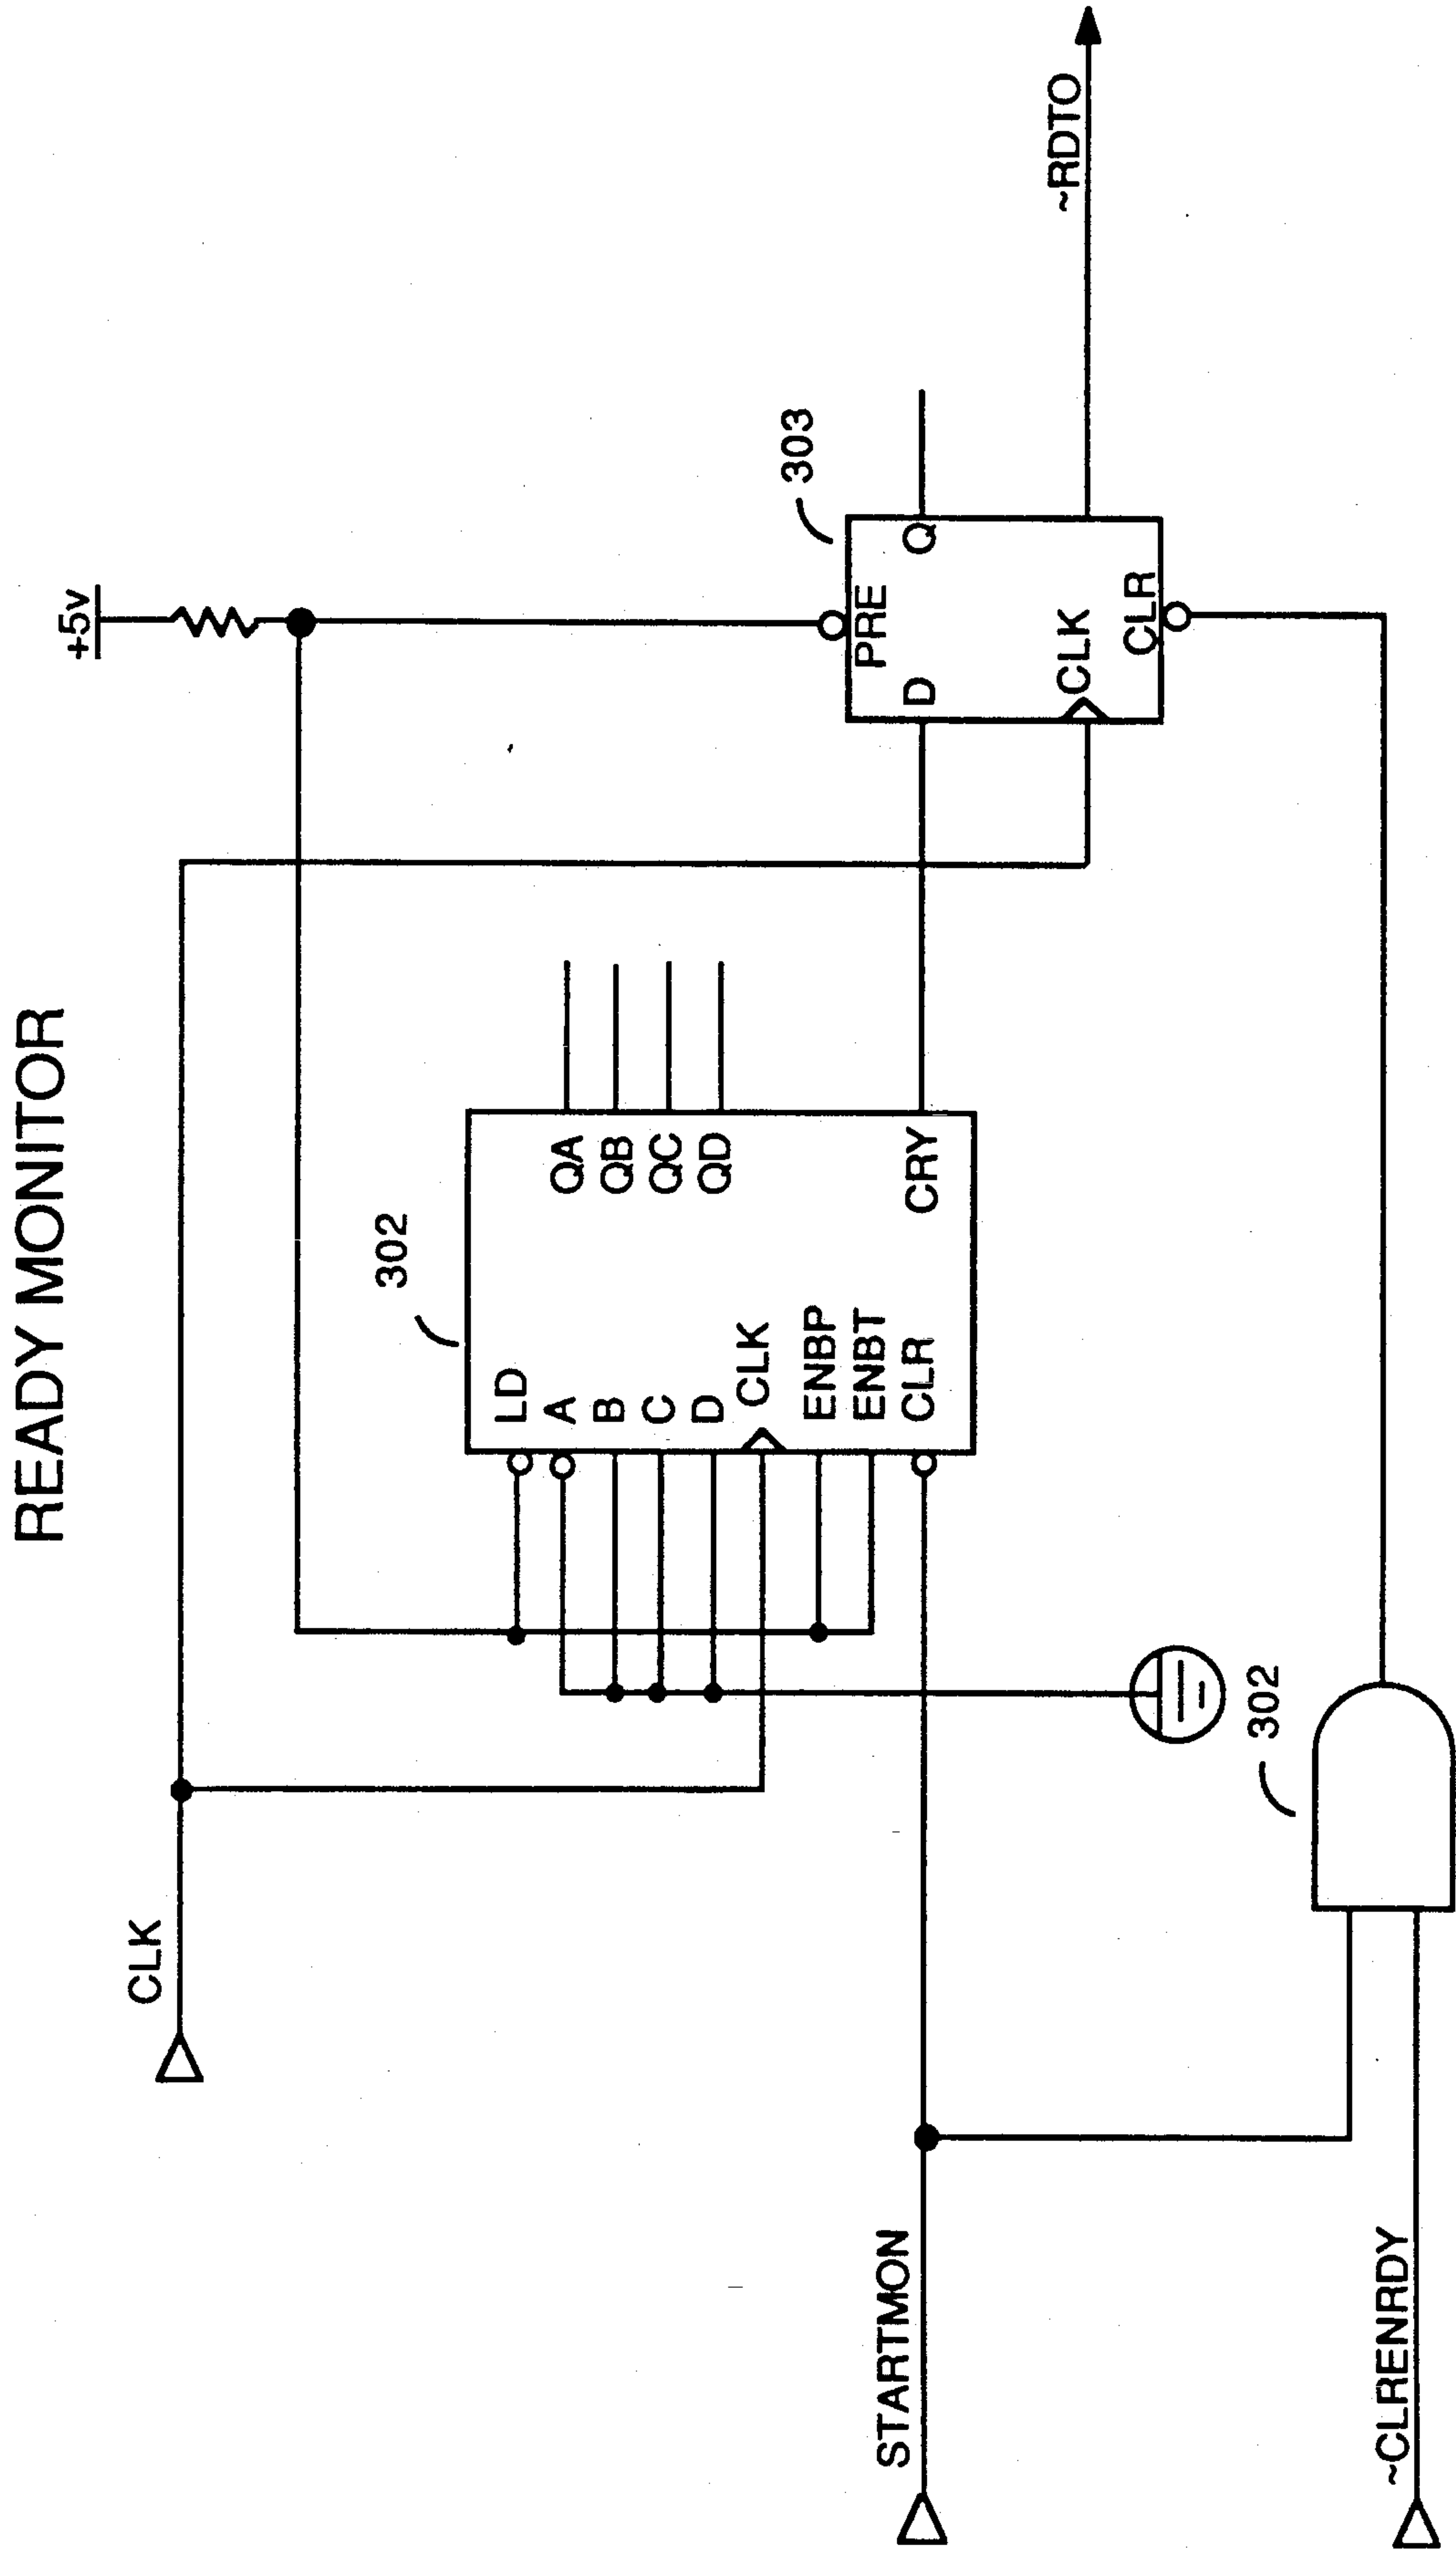 READY MONITOR
+5v
CLK
302
LD
A
B
C
D
CLK
ENBP
ENBT
CLR
QA
QB
QC
QD
CRY
303
PRE
D
Q
CLK
CLR
~RDTO
STARTMON
302
~CLRENRDY